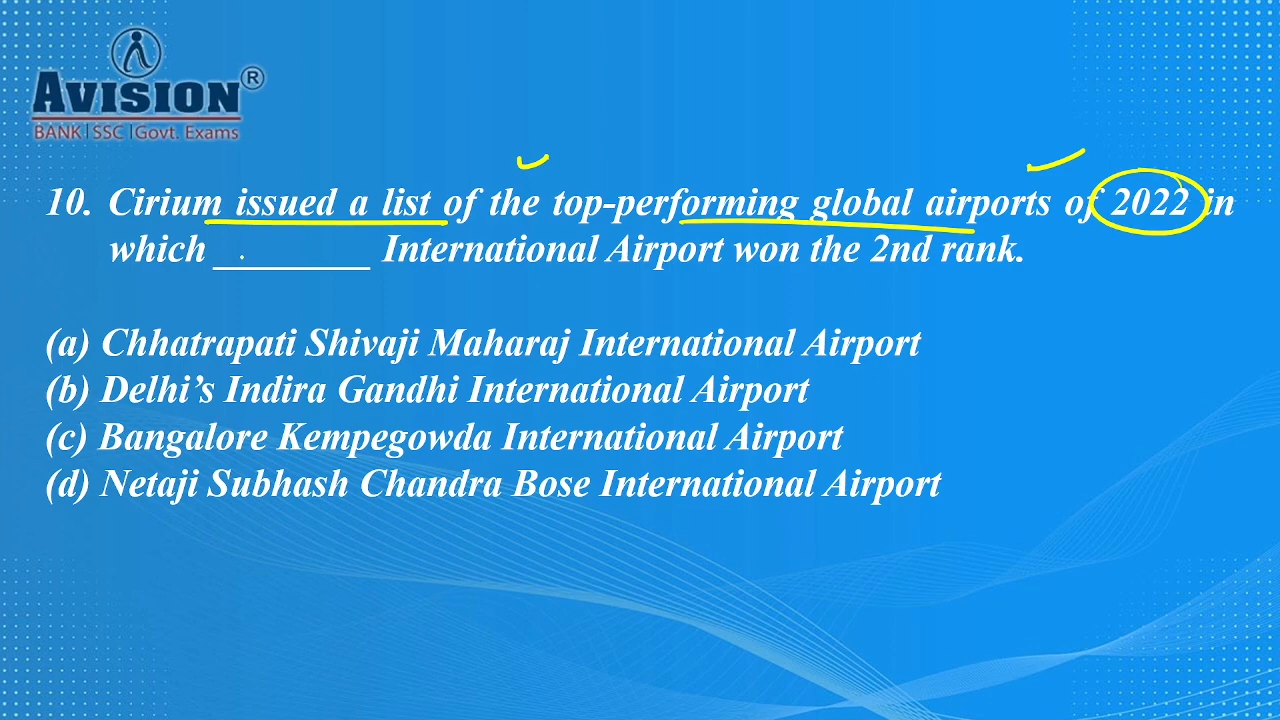 AVISION®
BANK | SSC | Govt. Exams
10. Cirium issued a list of the top-performing global airports of 2022 in
which ________ International Airport won the 2nd rank.
(a) Chhatrapati Shivaji Maharaj International Airport
(b) Delhi's Indira Gandhi International Airport
(c) Bangalore Kempegowda International Airport
(d) Netaji Subhash Chandra Bose International Airport